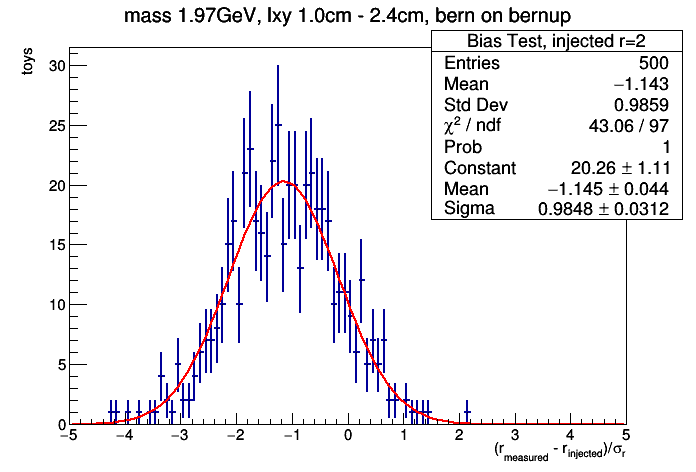 mass 1.97GeV, lxy 1.0cm - 2.4cm, bern on bernup
Bias Test, injected r=2
Entries 500
Mean −1.143
Std Dev 0.9859
χ² / ndf 43.06 / 97
Prob 1
Constant 20.26 ± 1.11
Mean −1.145 ± 0.044
Sigma 0.9848 ± 0.0312
toys
30
25
20
15
10
5
0
−5 −4 −3 −2 −1 0 1 2 3 4 5
(r_measured - r_injected)/σ_r